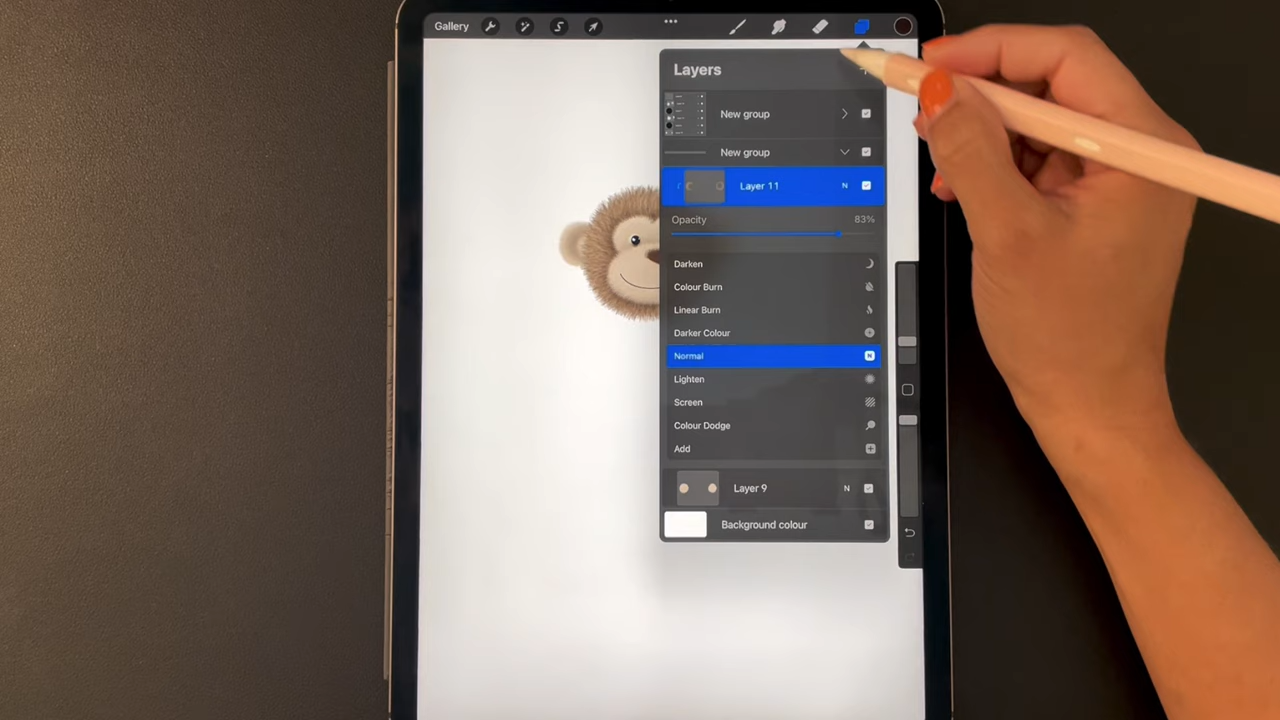 Gallery
Layers
New group
New group
Layer 11 N
Opacity 83%
Darken
Colour Burn
Linear Burn
Darker Colour
Normal N
Lighten
Screen
Colour Dodge
Add
Layer 9 N
Background colour